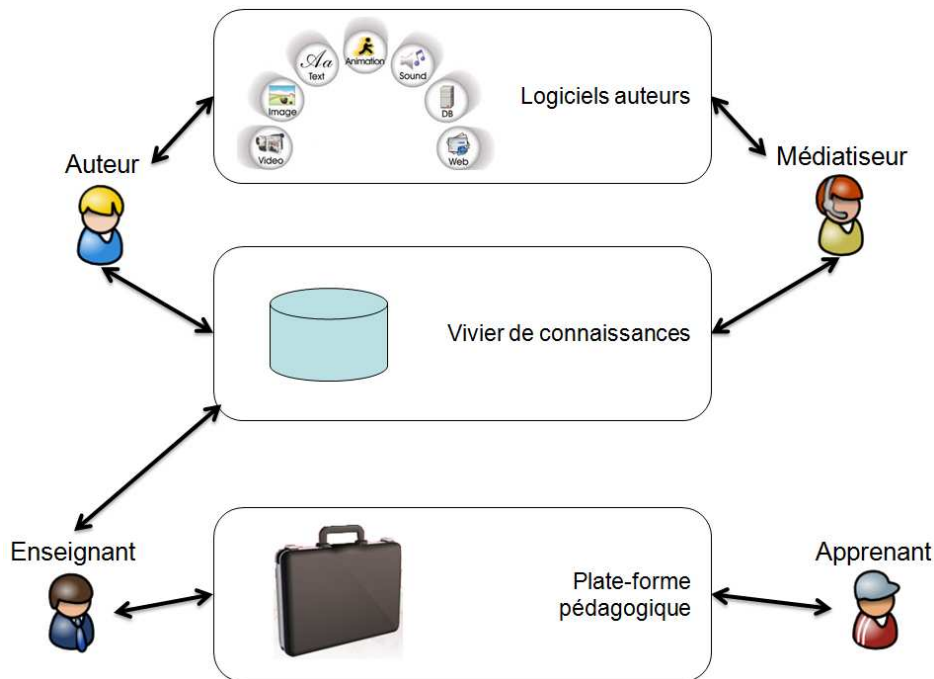 Aa
Text
Animation
Sound
Image
DB
Video
Web
Logiciels auteurs
Auteur
Médiatiseur
Vivier de connaissances
Enseignant
Apprenant
Plate-forme
pédagogique